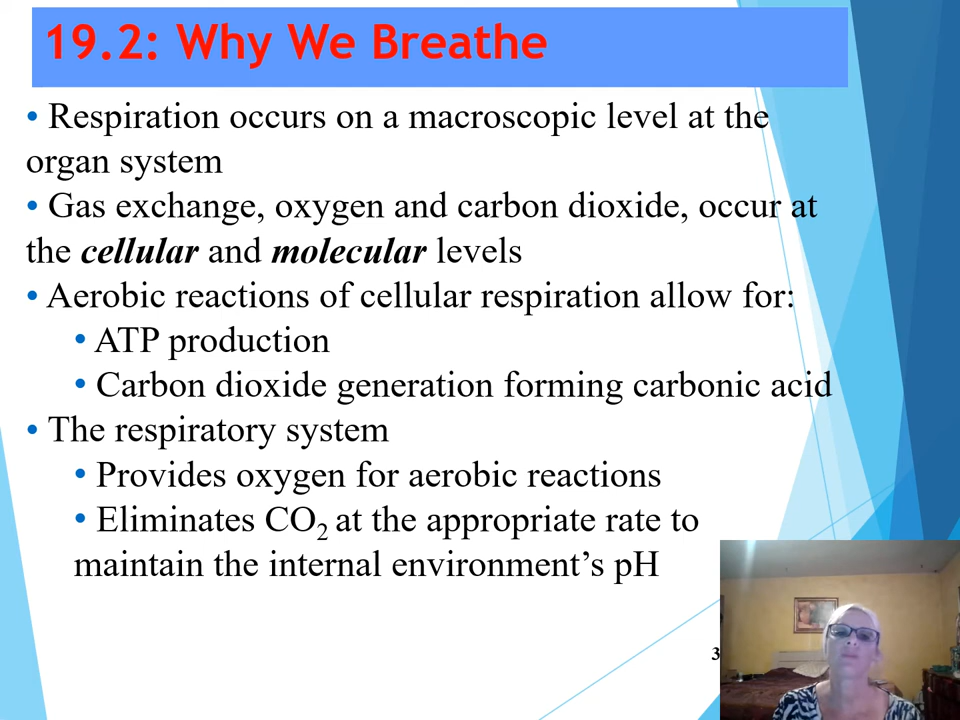 19.2: Why We Breathe
• Respiration occurs on a macroscopic level at the
organ system
• Gas exchange, oxygen and carbon dioxide, occur at
the cellular and molecular levels
• Aerobic reactions of cellular respiration allow for:
• ATP production
• Carbon dioxide generation forming carbonic acid
• The respiratory system
• Provides oxygen for aerobic reactions
• Eliminates CO₂ at the appropriate rate to
maintain the internal environment’s pH
3